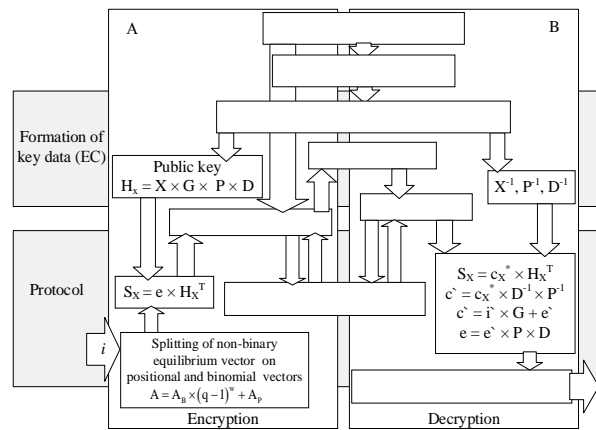 A
B
Formation of
key data (EC)
Public key
Hx = X × G × P × D
X⁻¹, P⁻¹, D⁻¹
Protocol
SX = e × HXᵀ
SX = cX* × HXᵀ
c` = cX* × D⁻¹ × P⁻¹
c` = i` × G + e`
e = e` × P × D
i
Splitting of non-binary
equilibrium vector on
positional and binomial vectors
A = AB × (q − 1)ʷ + AP
Encryption
Decryption